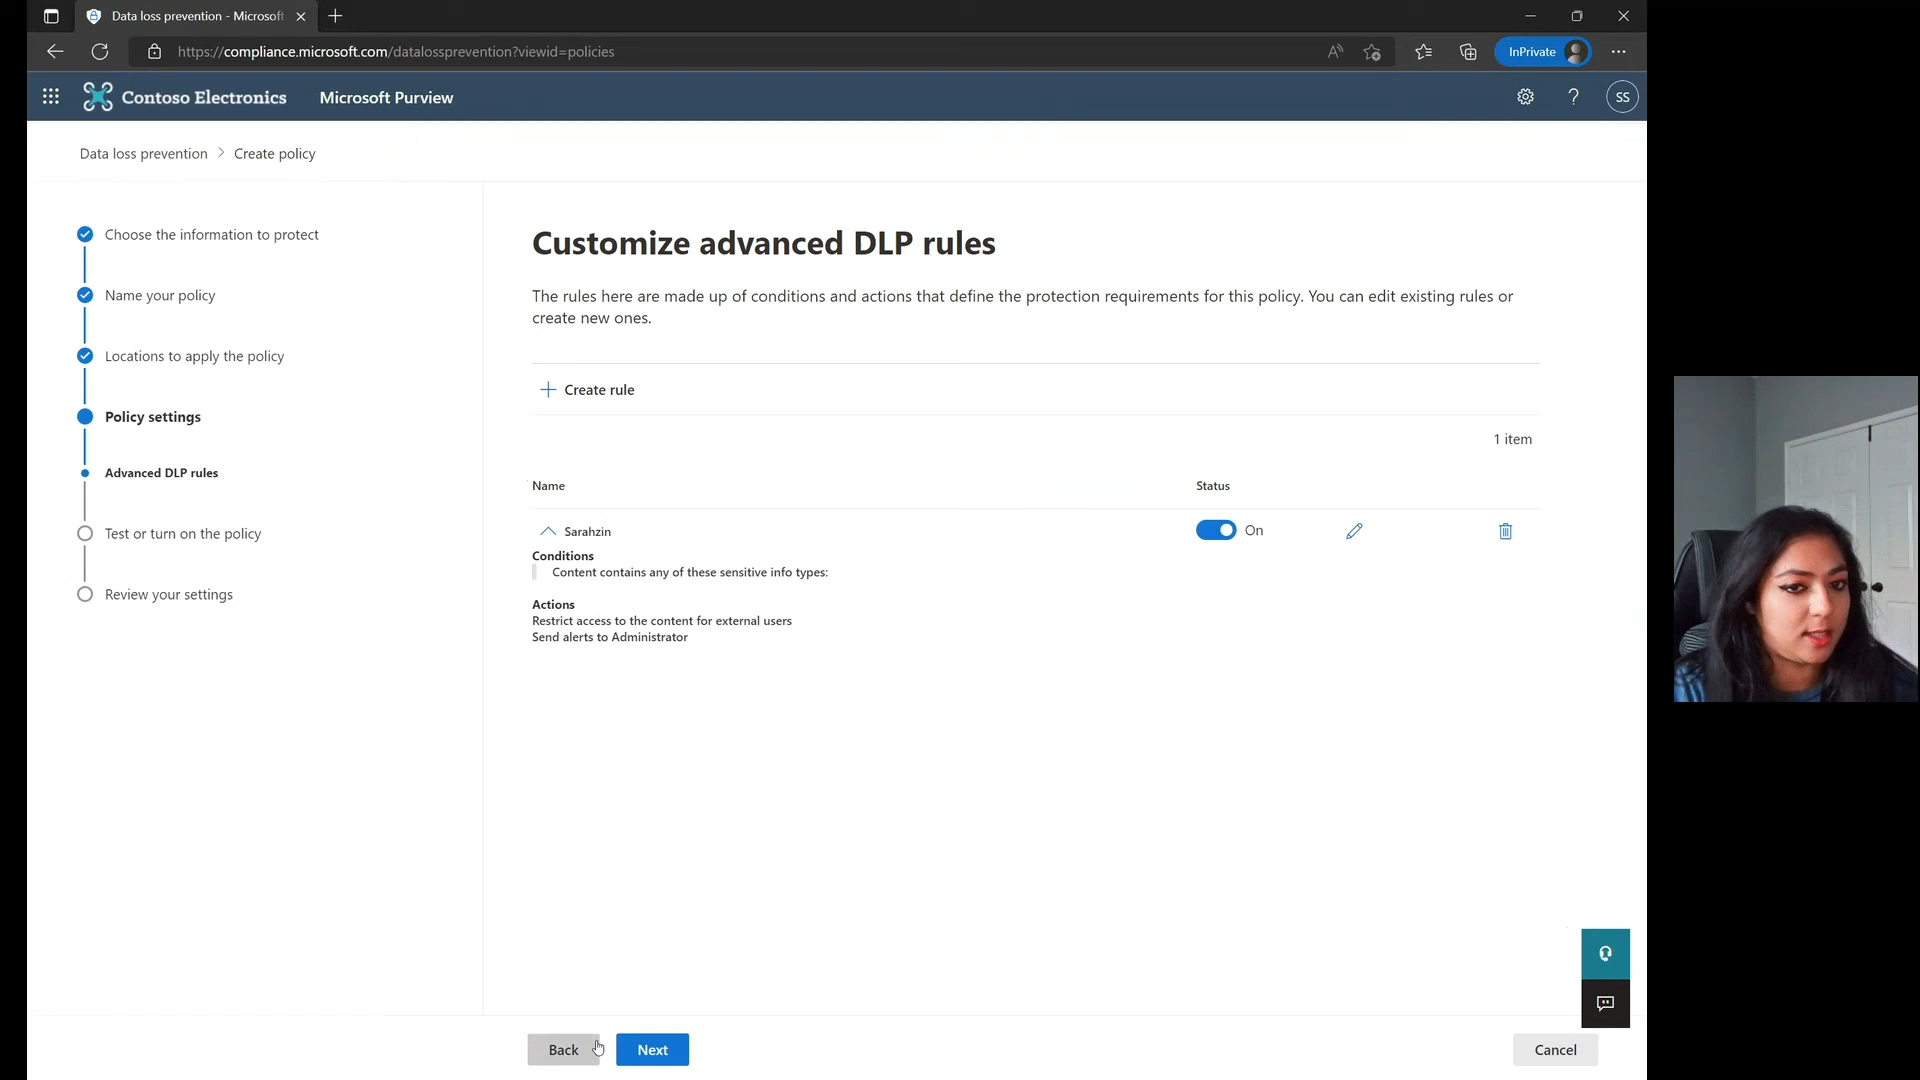 Data loss prevention - Microsoft
https://compliance.microsoft.com/datalossprevention?viewid=policies
InPrivate
Contoso Electronics
Microsoft Purview
SS
Data loss prevention > Create policy
Choose the information to protect
Name your policy
Locations to apply the policy
Policy settings
Advanced DLP rules
Test or turn on the policy
Review your settings
Customize advanced DLP rules
The rules here are made up of conditions and actions that define the protection requirements for this policy. You can edit existing rules or
create new ones.
Create rule
1 item
Name
Status
Sarahzin
On
Conditions
Content contains any of these sensitive info types:
Actions
Restrict access to the content for external users
Send alerts to Administrator
Back
Next
Cancel